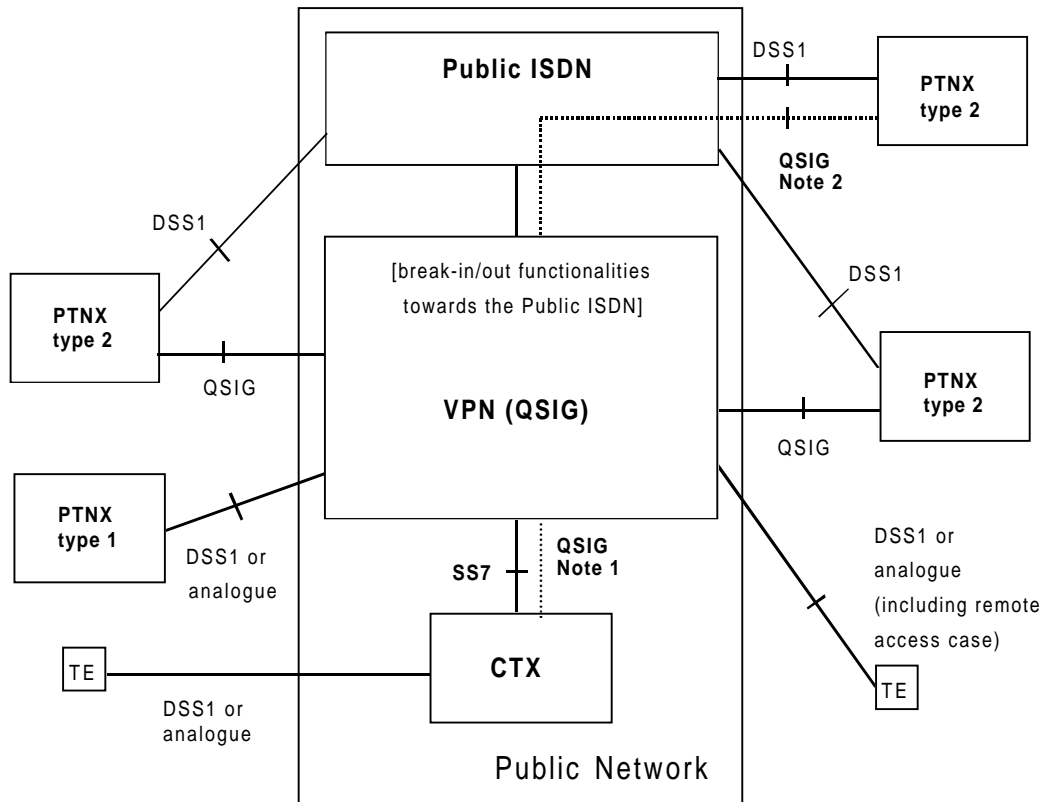 Public ISDN
DSS1
PTNX
type 2
QSIG
Note 2
DSS1
[break-in/out functionalities
towards the Public ISDN]
DSS1
PTNX
type 2
QSIG
VPN (QSIG)
PTNX
type 2
QSIG
PTNX
type 1
DSS1 or
analogue
SS7
QSIG
Note 1
DSS1 or
analogue
(including remote
access case)
TE
CTX
TE
DSS1 or
analogue
Public Network